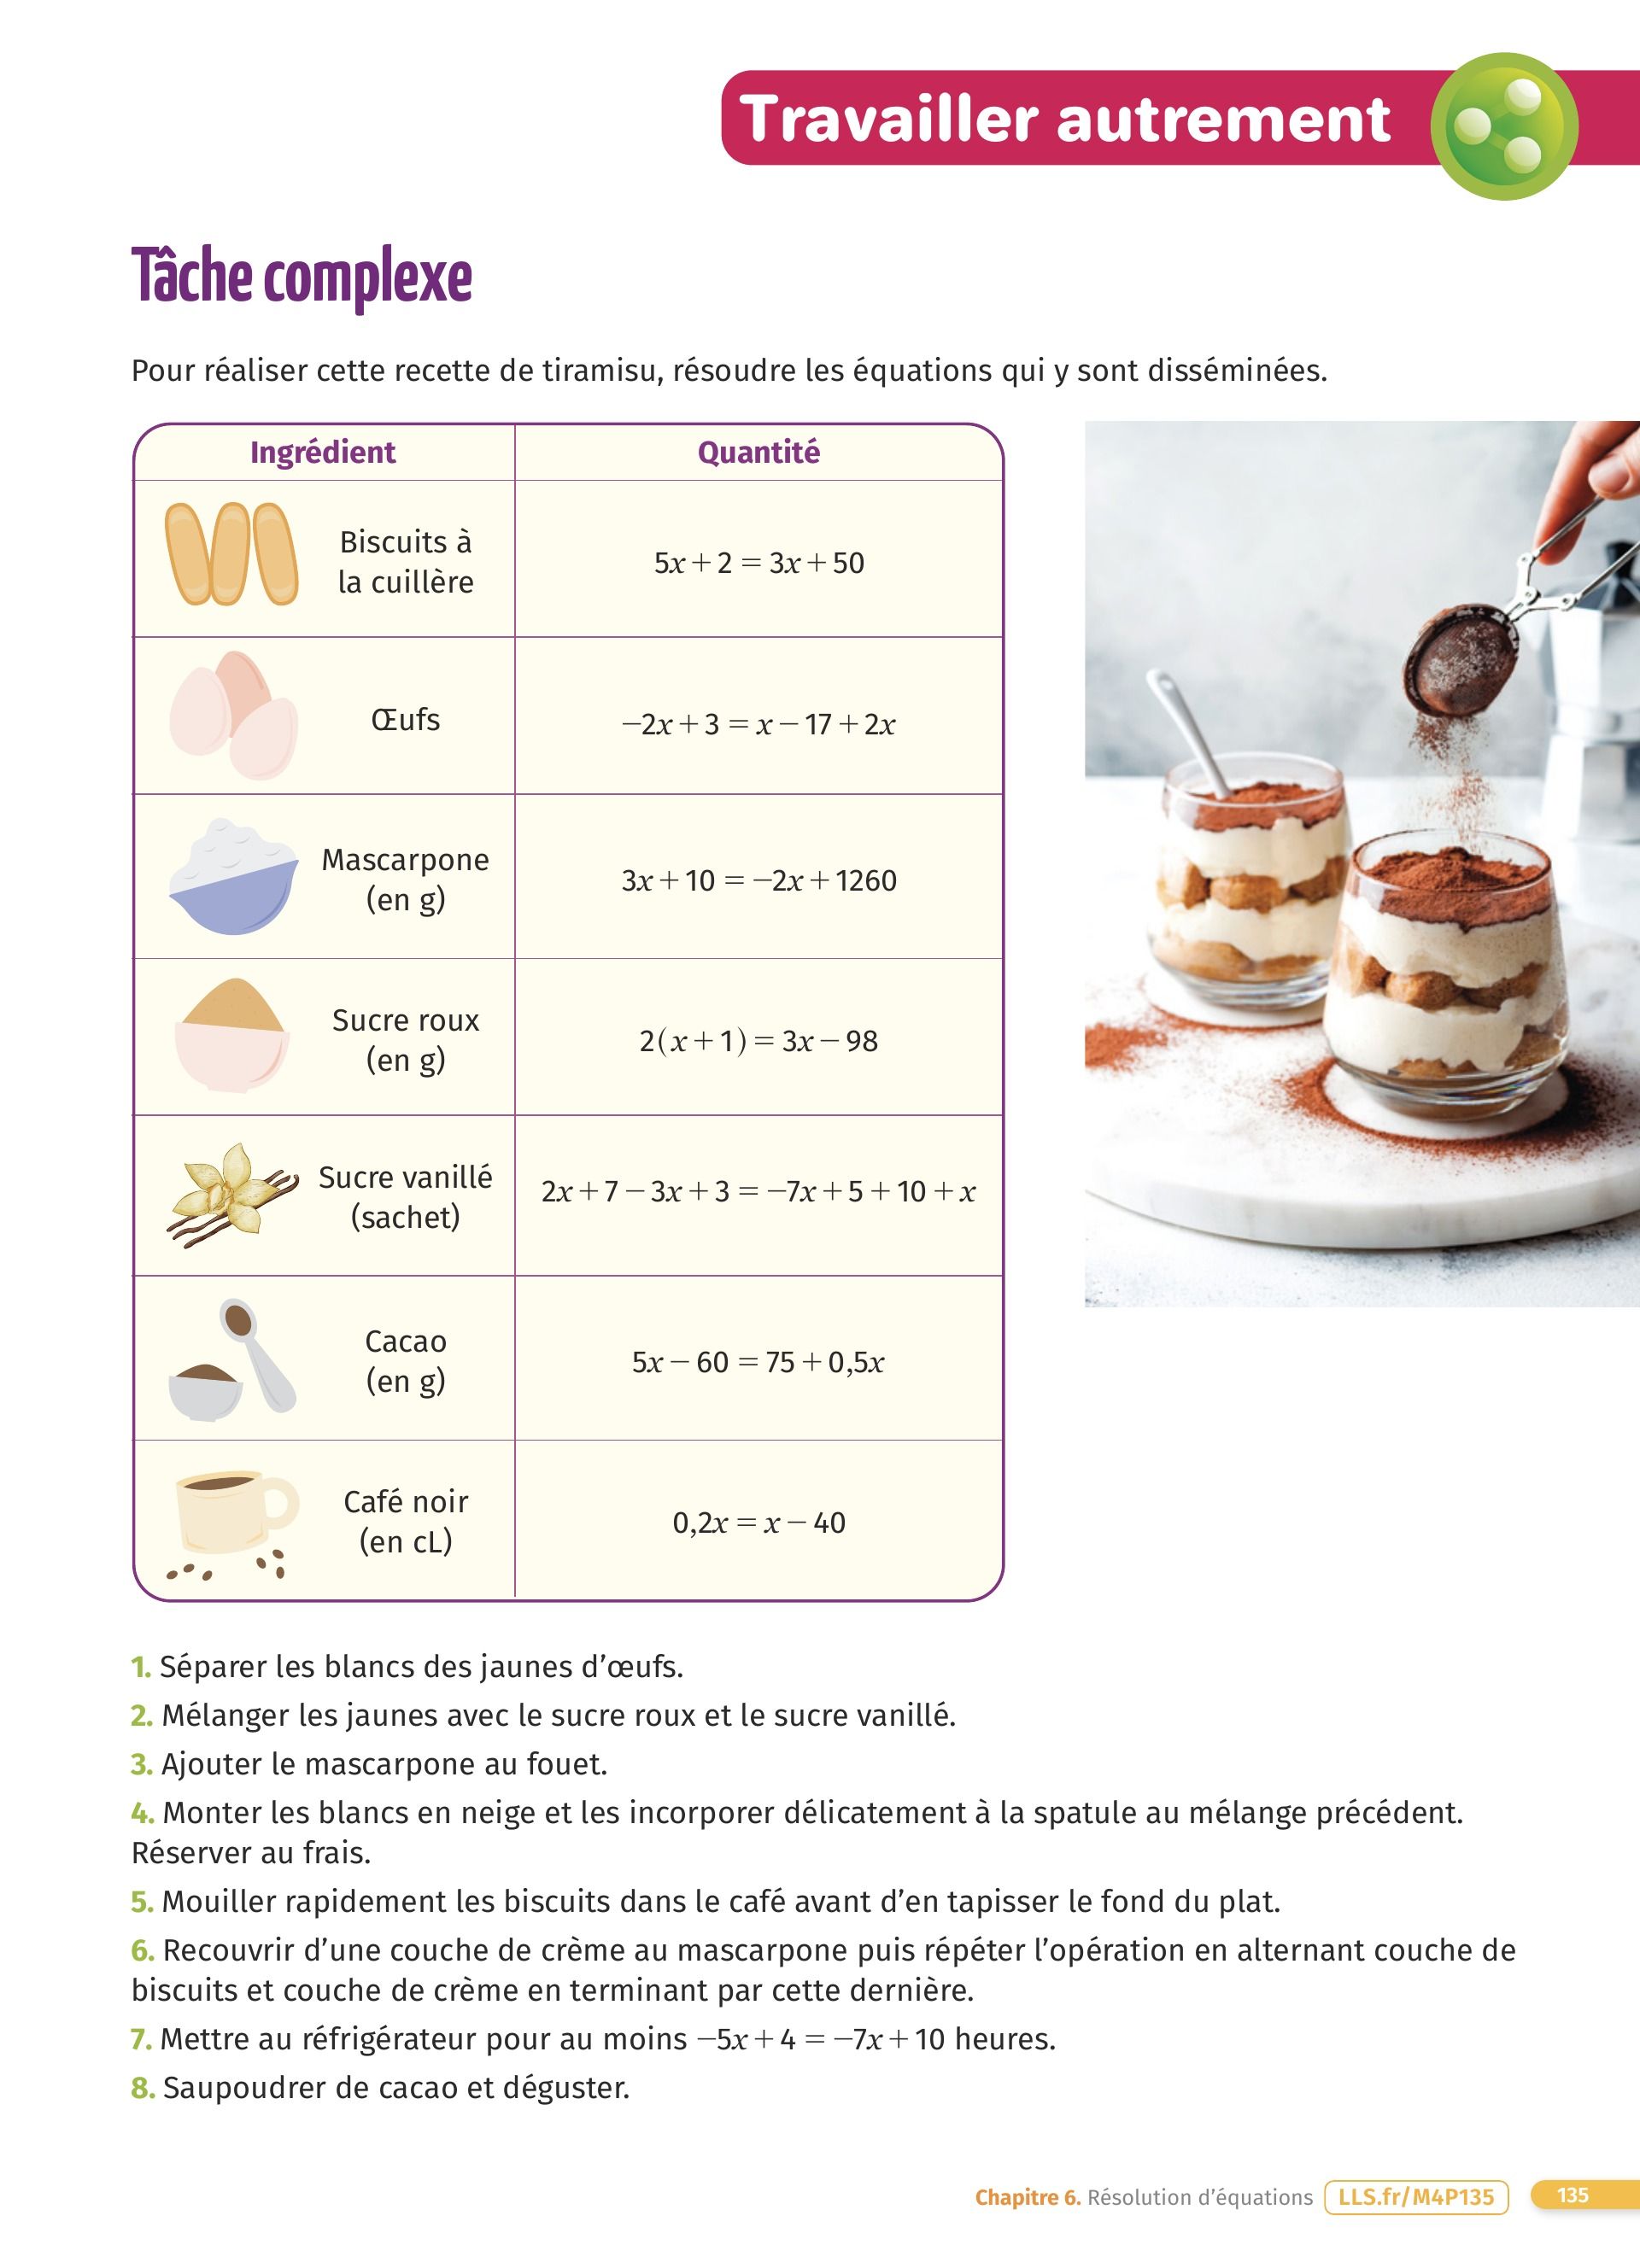 Travailler autrement
Tâche complexe
Pour réaliser cette recette de tiramisu, résoudre les équations qui y sont disséminées.
Ingrédient Quantité
Biscuits à
la cuillère
5x + 2 = 3x + 50
Œufs
−2x + 3 = x − 17 + 2x
Mascarpone
(en g)
3x + 10 = −2x + 1260
Sucre roux
(en g)
2(x + 1) = 3x − 98
Sucre vanillé
(sachet)
2x + 7 − 3x + 3 = −7x + 5 + 10 + x
Cacao
(en g)
5x − 60 = 75 + 0,5x
Café noir
(en cL)
0,2x = x − 40
1. Séparer les blancs des jaunes d’œufs.
2. Mélanger les jaunes avec le sucre roux et le sucre vanillé.
3. Ajouter le mascarpone au fouet.
4. Monter les blancs en neige et les incorporer délicatement à la spatule au mélange précédent.
Réserver au frais.
5. Mouiller rapidement les biscuits dans le café avant d’en tapisser le fond du plat.
6. Recouvrir d’une couche de crème au mascarpone puis répéter l’opération en alternant couche de
biscuits et couche de crème en terminant par cette dernière.
7. Mettre au réfrigérateur pour au moins −5x + 4 = −7x + 10 heures.
8. Saupoudrer de cacao et déguster.
Chapitre 6. Résolution d’équations LLS.fr/M4P135 135